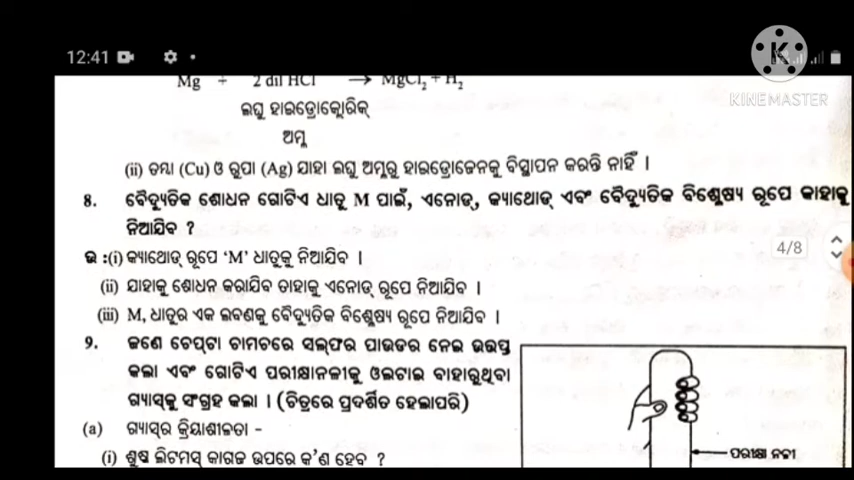 12:41
KINEMASTER
Mg + 2 dil HCl → MgCl₂ + H₂
ଲଘୁ ହାଇଡ୍ରୋକ୍ଲୋରିକ୍
ଅମ୍ଳ
(ii) ତମ୍ବା (Cu) ଓ ରୁପା (Ag) ଯାହା ଲଘୁ ଅମ୍ଳରୁ ହାଇଡ୍ରୋଜେନକୁ ବିସ୍ଥାପନ କରନ୍ତି ନାହିଁ ।
8. ବୈଦ୍ୟୁତିକ ଶୋଧନ ଗୋଟିଏ ଧାତୁ M ପାଇଁ, ଏନୋଡ୍, କ୍ୟାଥୋଡ୍ ଏବଂ ବୈଦ୍ୟୁତିକ ବିଶ୍ଳେଷ୍ୟ ରୂପେ କାହାକୁ
ନିଆଯିବ ?
4/8
ଉ : (i) କ୍ୟାଥୋଡ୍ ରୂପେ ‘M’ ଧାତୁକୁ ନିଆଯିବ ।
(ii) ଯାହାକୁ ଶୋଧନ କରାଯିବ ତାହାକୁ ଏନୋଡ୍ ରୂପେ ନିଆଯିବ ।
(iii) M, ଧାତୁର ଏକ ଲବଣକୁ ବୈଦ୍ୟୁତିକ ବିଶ୍ଳେଷ୍ୟ ରୂପେ ନିଆଯିବ ।
9. ଜଣେ ଚେପ୍ଟା ଚାମଚରେ ସଲ୍‌ଫର ପାଉଡର ନେଇ ଉତ୍ତପ୍ତ
କଲା ଏବଂ ଗୋଟିଏ ପରୀକ୍ଷାନଳୀକୁ ଓଲଟାଇ ବାହାରୁଥିବା
ଗ୍ୟାସ୍‌କୁ ସଂଗ୍ରହ କଲା । (ଚିତ୍ରରେ ପ୍ରଦର୍ଶିତ ହେଲାପରି)
(a) ଗ୍ୟାସ୍‌ର କ୍ରିୟାଶୀଳତା -
(i) ଶୁଷ୍କ ଲିଟମସ୍ କାଗଜ ଉପରେ କ'ଣ ହେବ ?
ପରୀକ୍ଷା ନଳୀ